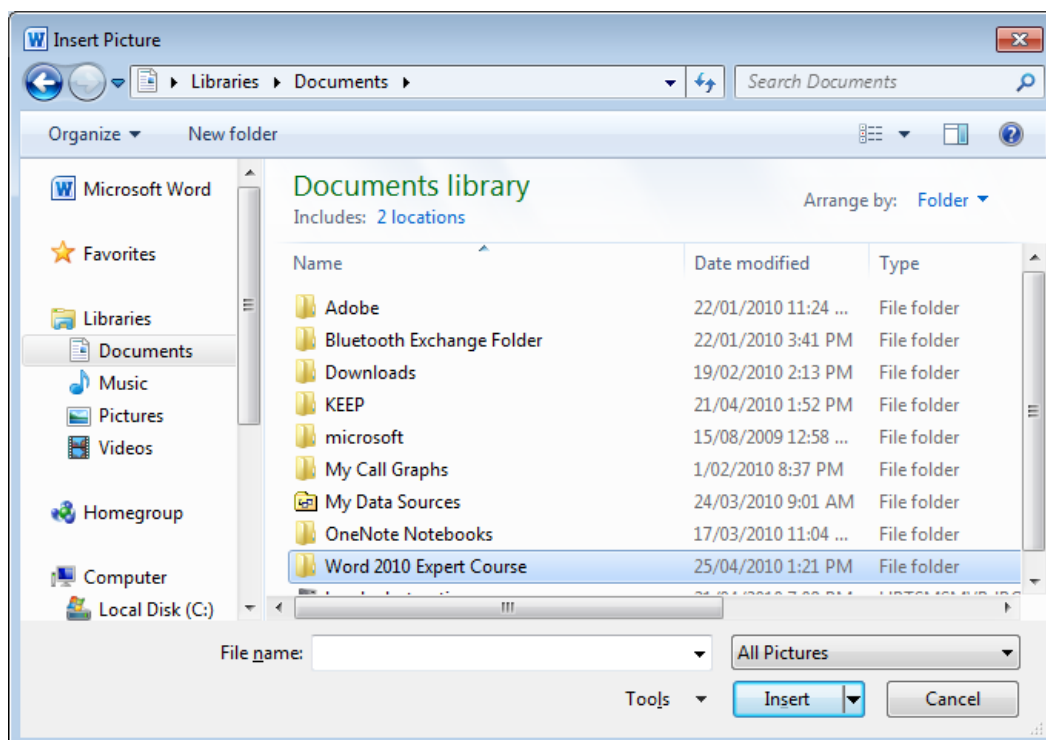 Insert Picture
Libraries Documents Search Documents
Organize New folder
Microsoft Word
Favorites
Libraries
Documents
Music
Pictures
Videos
Homegroup
Computer
Local Disk (C:)
Documents library
Includes: 2 locations
Arrange by: Folder
Name Date modified Type
Adobe 22/01/2010 11:24 ... File folder
Bluetooth Exchange Folder 22/01/2010 3:41 PM File folder
Downloads 19/02/2010 2:13 PM File folder
KEEP 21/04/2010 1:52 PM File folder
microsoft 15/08/2009 12:58 ... File folder
My Call Graphs 1/02/2010 8:37 PM File folder
My Data Sources 24/03/2010 9:01 AM File folder
OneNote Notebooks 17/03/2010 11:04 ... File folder
Word 2010 Expert Course 25/04/2010 1:21 PM File folder
File name: All Pictures
Tools Insert Cancel